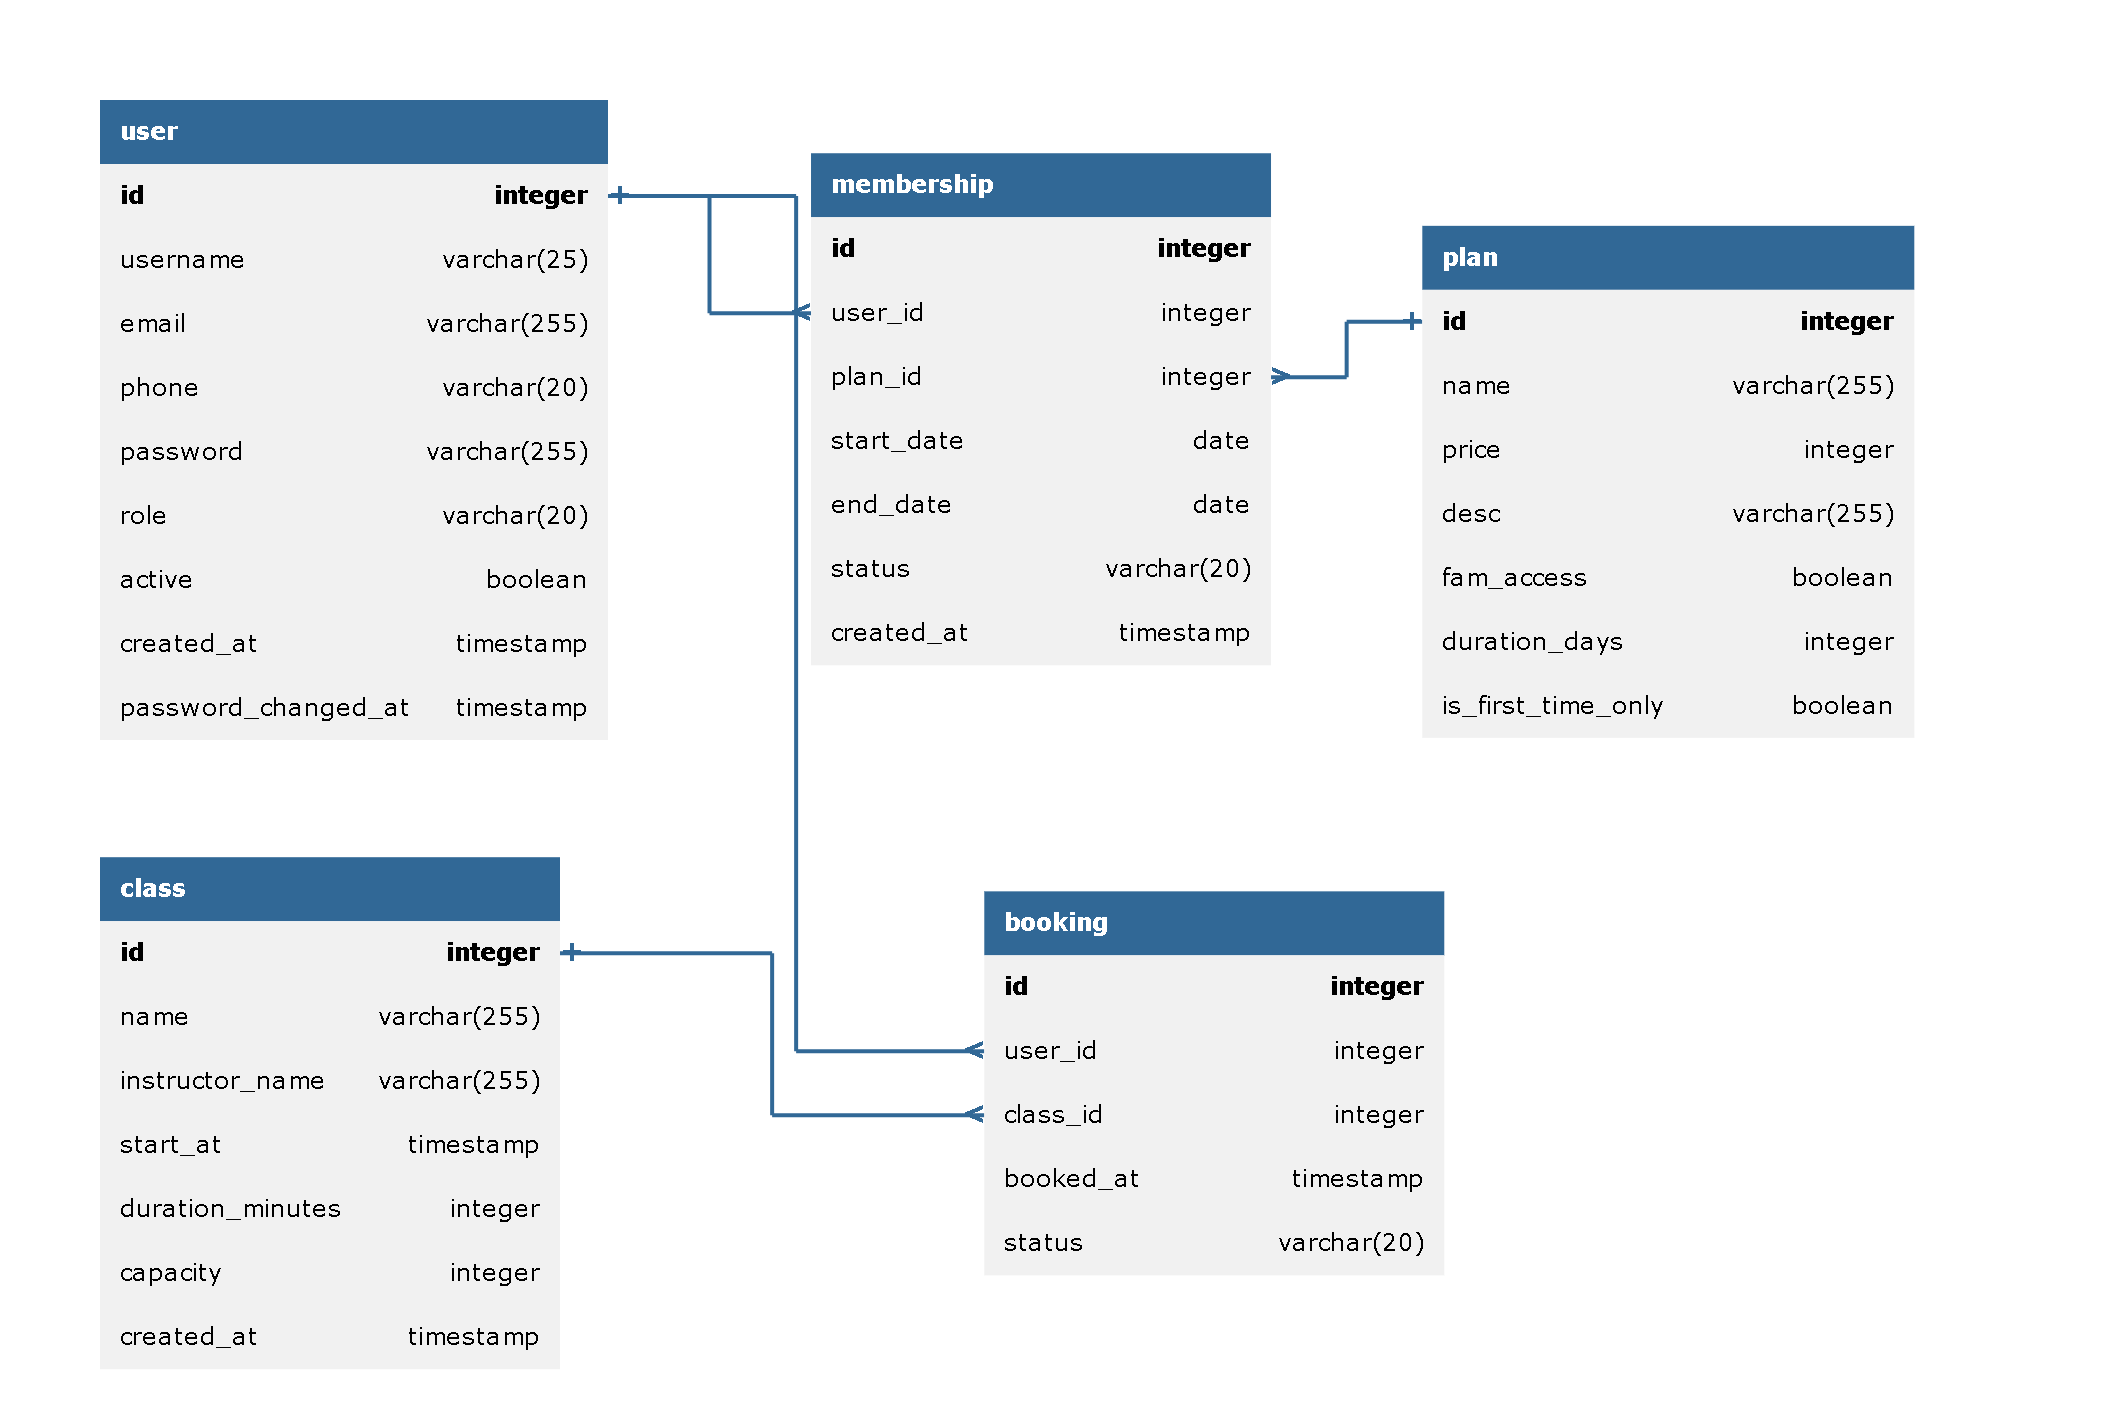 user
id integer
username varchar(25)
email varchar(255)
phone varchar(20)
password varchar(255)
role varchar(20)
active boolean
created_at timestamp
password_changed_at timestamp
membership
id integer
user_id integer
plan_id integer
start_date date
end_date date
status varchar(20)
created_at timestamp
plan
id integer
name varchar(255)
price integer
desc varchar(255)
fam_access boolean
duration_days integer
is_first_time_only boolean
class
id integer
name varchar(255)
instructor_name varchar(255)
start_at timestamp
duration_minutes integer
capacity integer
created_at timestamp
booking
id integer
user_id integer
class_id integer
booked_at timestamp
status varchar(20)